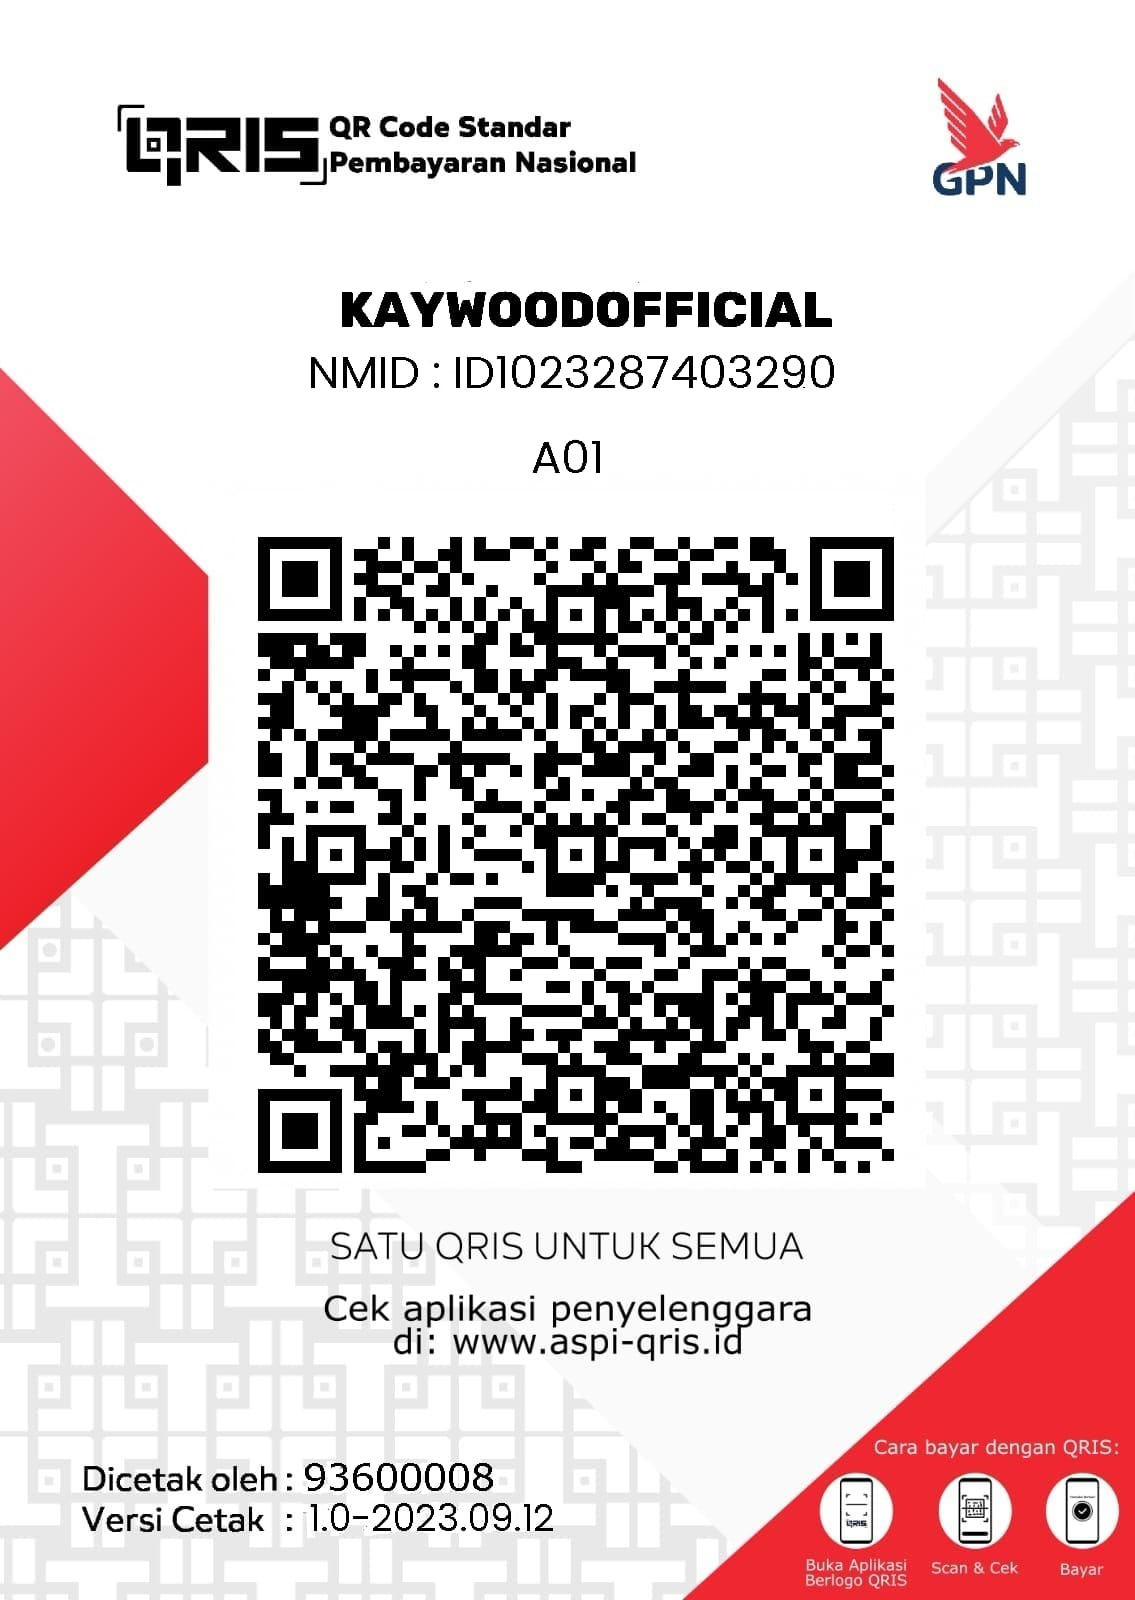 QRIS
QR Code Standar
Pembayaran Nasional
GPN
KAYWOODOFFICIAL
NMID : ID1023287403290
A01
SATU QRIS UNTUK SEMUA
Cek aplikasi penyelenggara
di: www.aspi-qris.id
Dicetak oleh : 93600008
Versi Cetak : 1.0-2023.09.12
Cara bayar dengan QRIS:
QRIS
Buka Aplikasi
Berlogo QRIS
Scan & Cek
Bayar